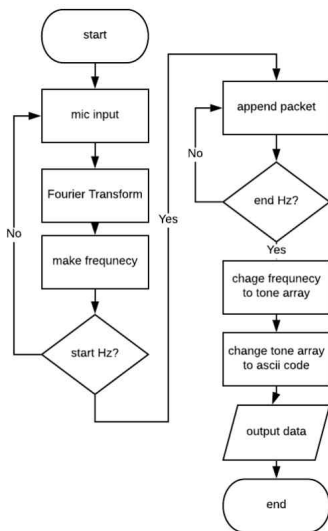 start
mic input
Fourier Transform
make frequnecy
start Hz?
No
Yes
append packet
No
end Hz?
Yes
chage frequnecy
to tone array
change tone array
to ascii code
output data
end